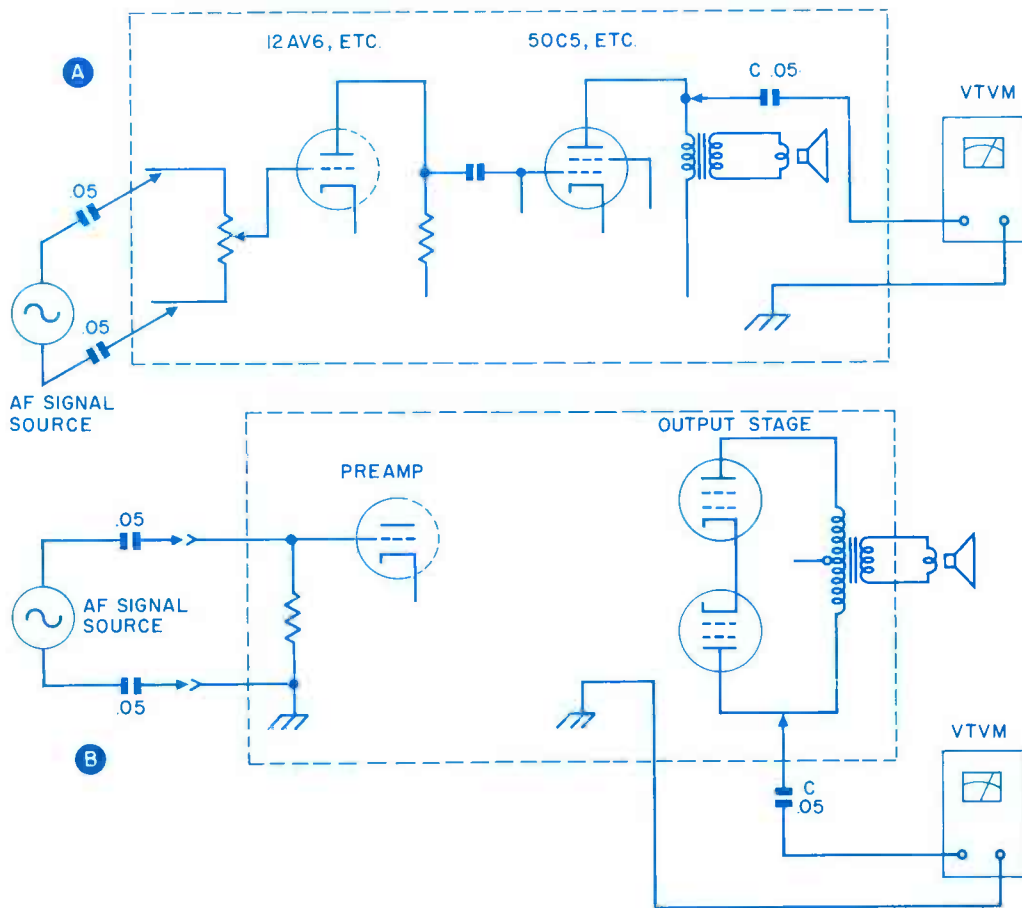 12AV6, ETC.
50C5, ETC.
A
C .05
VTVM
.05
.05
AF SIGNAL
SOURCE
OUTPUT STAGE
PREAMP
.05
AF SIGNAL
SOURCE
.05
B
C
.05
VTVM